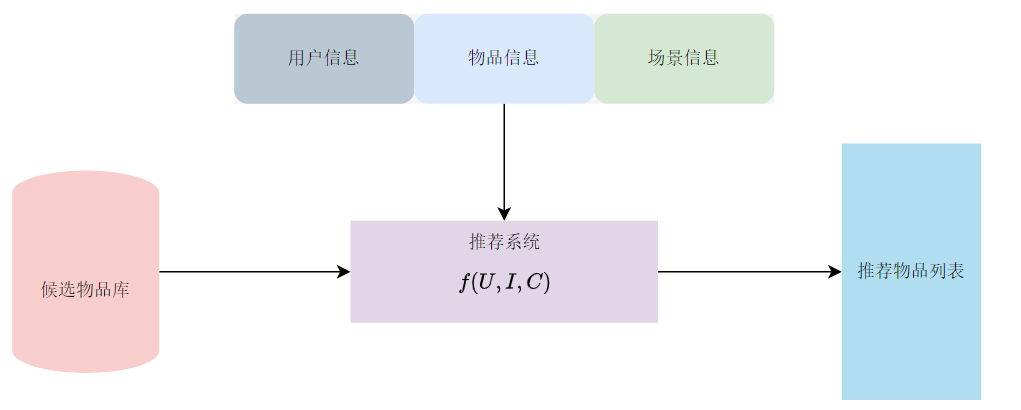 用户信息
物品信息
场景信息
推荐系统
f(U, I, C)
候选物品库
推荐物品列表